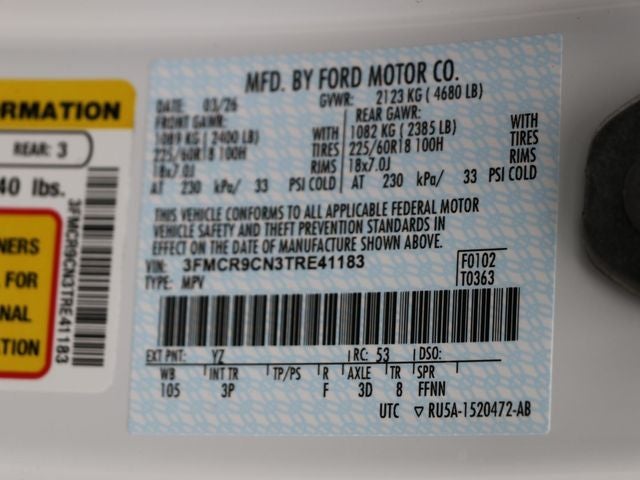 ORMATION
REAR: 3
40 lbs.
NERS
FOR
NAL
TION
3FMCR9CN3TRE41183
MFD. BY FORD MOTOR CO.
DATE: 03/26 GVWR: 2123 KG ( 4680 LB)
FRONT GAWR: REAR GAWR:
1089 KG ( 2400 LB) WITH 1082 KG ( 2385 LB) WITH
225/60R18 100H TIRES 225/60R18 100H TIRES
18x7.0J RIMS 18x7.0J RIMS
AT 230 kPa/ 33 PSI COLD AT 230 kPa/ 33 PSI COLD
THIS VEHICLE CONFORMS TO ALL APPLICABLE FEDERAL MOTOR
VEHICLE SAFETY AND THEFT PREVENTION STANDARDS IN
EFFECT ON THE DATE OF MANUFACTURE SHOWN ABOVE.
VIN: 3FMCR9CN3TRE41183 F0102
TYPE: MPV T0363
EXT PNT: YZ RC: 53 DSO:
WB INT TR TP/PS R AXLE TR SPR
105 3P F 3D 8 FFNN
UTC ▽ RU5A-1520472-AB